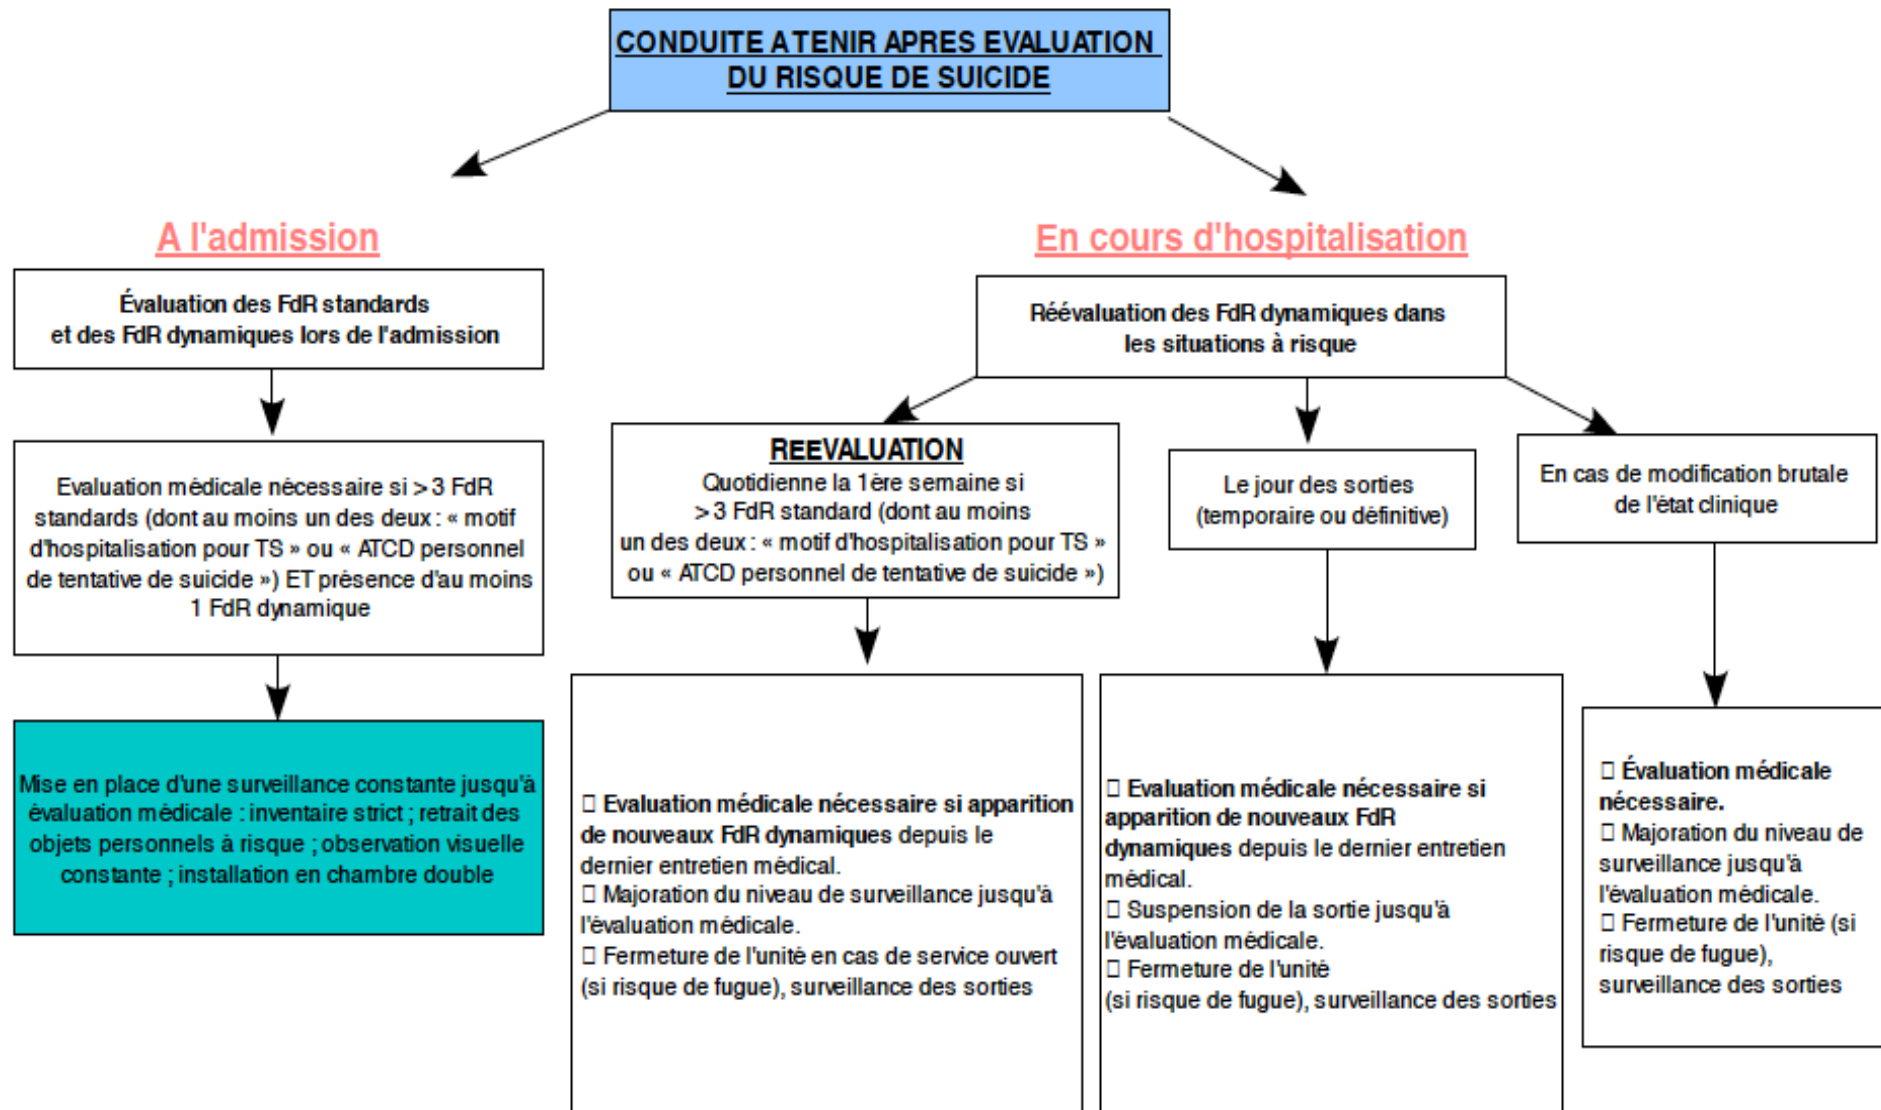 CONDUITE A TENIR APRES EVALUATION
DU RISQUE DE SUICIDE
A l'admission
Évaluation des FdR standards
et des FdR dynamiques lors de l'admission
Evaluation médicale nécessaire si > 3 FdR
standards (dont au moins un des deux : « motif
d'hospitalisation pour TS » ou « ATCD personnel
de tentative de suicide ») ET présence d'au moins
1 FdR dynamique
Mise en place d'une surveillance constante jusqu'à
évaluation médicale : inventaire strict ; retrait des
objets personnels à risque ; observation visuelle
constante ; installation en chambre double
En cours d'hospitalisation
Réévaluation des FdR dynamiques dans
les situations à risque
REEVALUATION
Quotidienne la 1ère semaine si
> 3 FdR standard (dont au moins
un des deux : « motif d'hospitalisation pour TS »
ou « ATCD personnel de tentative de suicide »)
□ Evaluation médicale nécessaire si apparition
de nouveaux FdR dynamiques depuis le
dernier entretien médical.
□ Majoration du niveau de surveillance jusqu'à
l'évaluation médicale.
□ Fermeture de l'unité en cas de service ouvert
(si risque de fugue), surveillance des sorties
Le jour des sorties
(temporaire ou définitive)
□ Evaluation médicale nécessaire si
apparition de nouveaux FdR
dynamiques depuis le dernier entretien
médical.
□ Suspension de la sortie jusqu'à
l'évaluation médicale.
□ Fermeture de l'unité
(si risque de fugue), surveillance des sorties
En cas de modification brutale
de l'état clinique
□ Évaluation médicale
nécessaire.
□ Majoration du niveau de
surveillance jusqu'à
l'évaluation médicale.
□ Fermeture de l'unité (si
risque de fugue),
surveillance des sorties